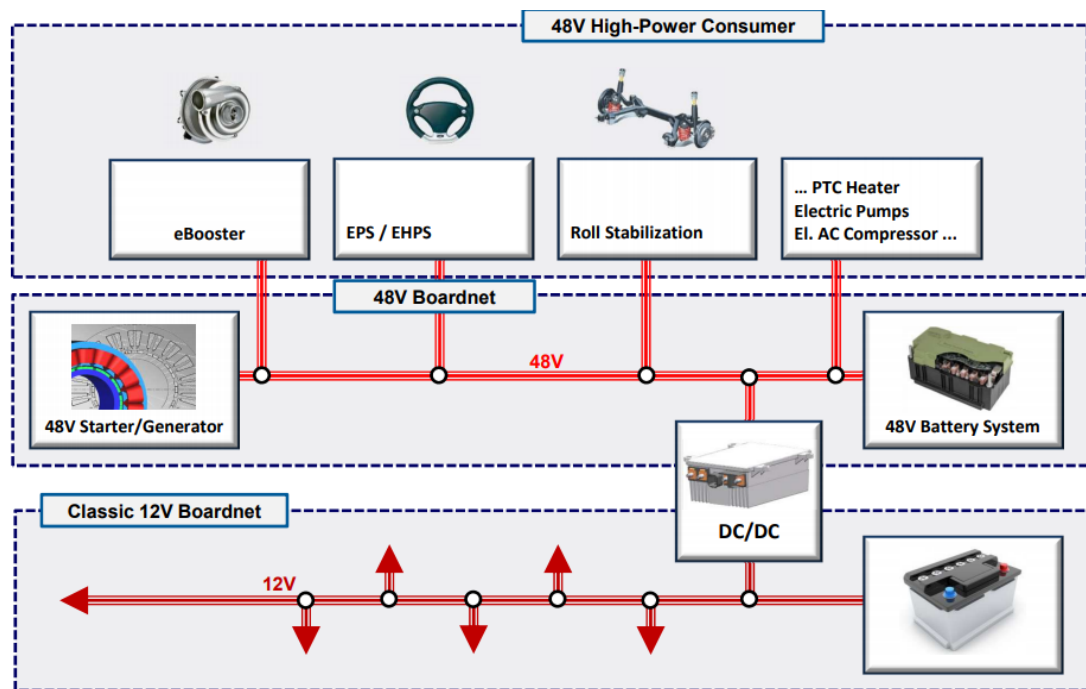 48V High-Power Consumer
eBooster
EPS / EHPS
Roll Stabilization
... PTC Heater
Electric Pumps
El. AC Compressor ...
48V Boardnet
48V
48V Starter/Generator
48V Battery System
DC/DC
Classic 12V Boardnet
12V